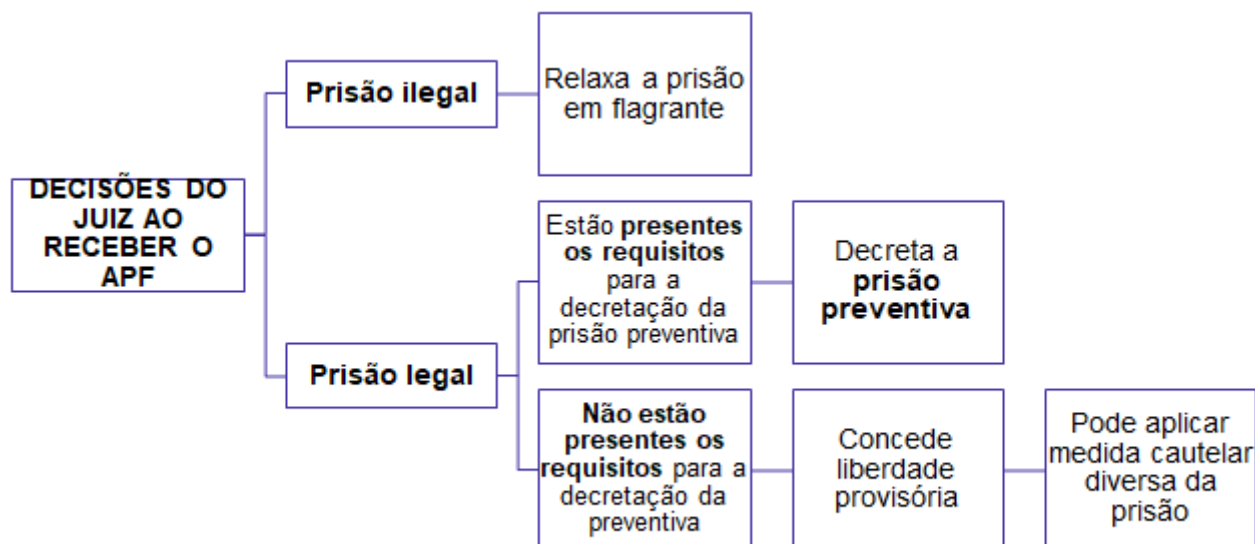 DECISÕES DO
JUIZ AO
RECEBER O
APF
Prisão ilegal
Relaxa a prisão
em flagrante
Prisão legal
Estão presentes
os requisitos
para a
decretação da
prisão preventiva
Decreta a
prisão
preventiva
Não estão
presentes os
requisitos para a
decretação da
preventiva
Concede
liberdade
provisória
Pode aplicar
medida cautelar
diversa da
prisão